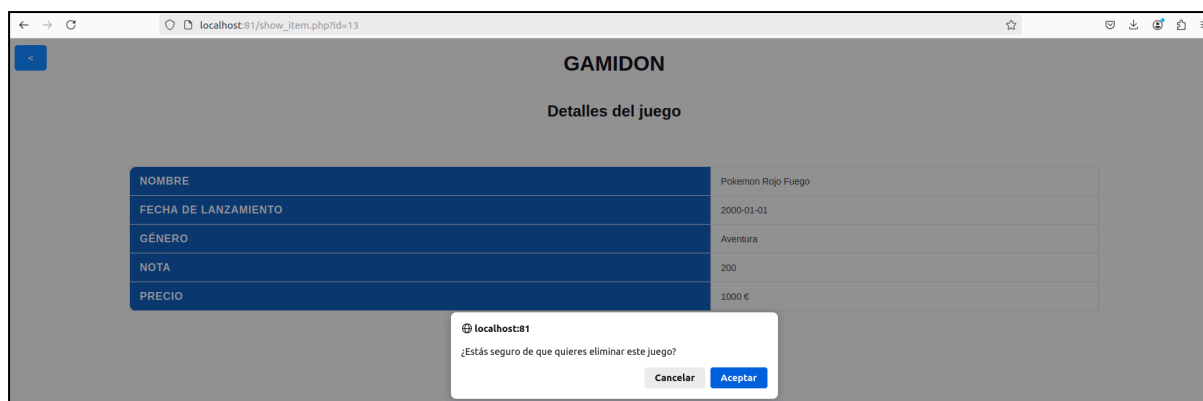 localhost:81/show_item.php?id=13
<
GAMIDON
Detalles del juego
NOMBRE Pokemon Rojo Fuego
FECHA DE LANZAMIENTO 2000-01-01
GÉNERO Aventura
NOTA 200
PRECIO 1000 €
localhost:81
¿Estás seguro de que quieres eliminar este juego?
Cancelar Aceptar